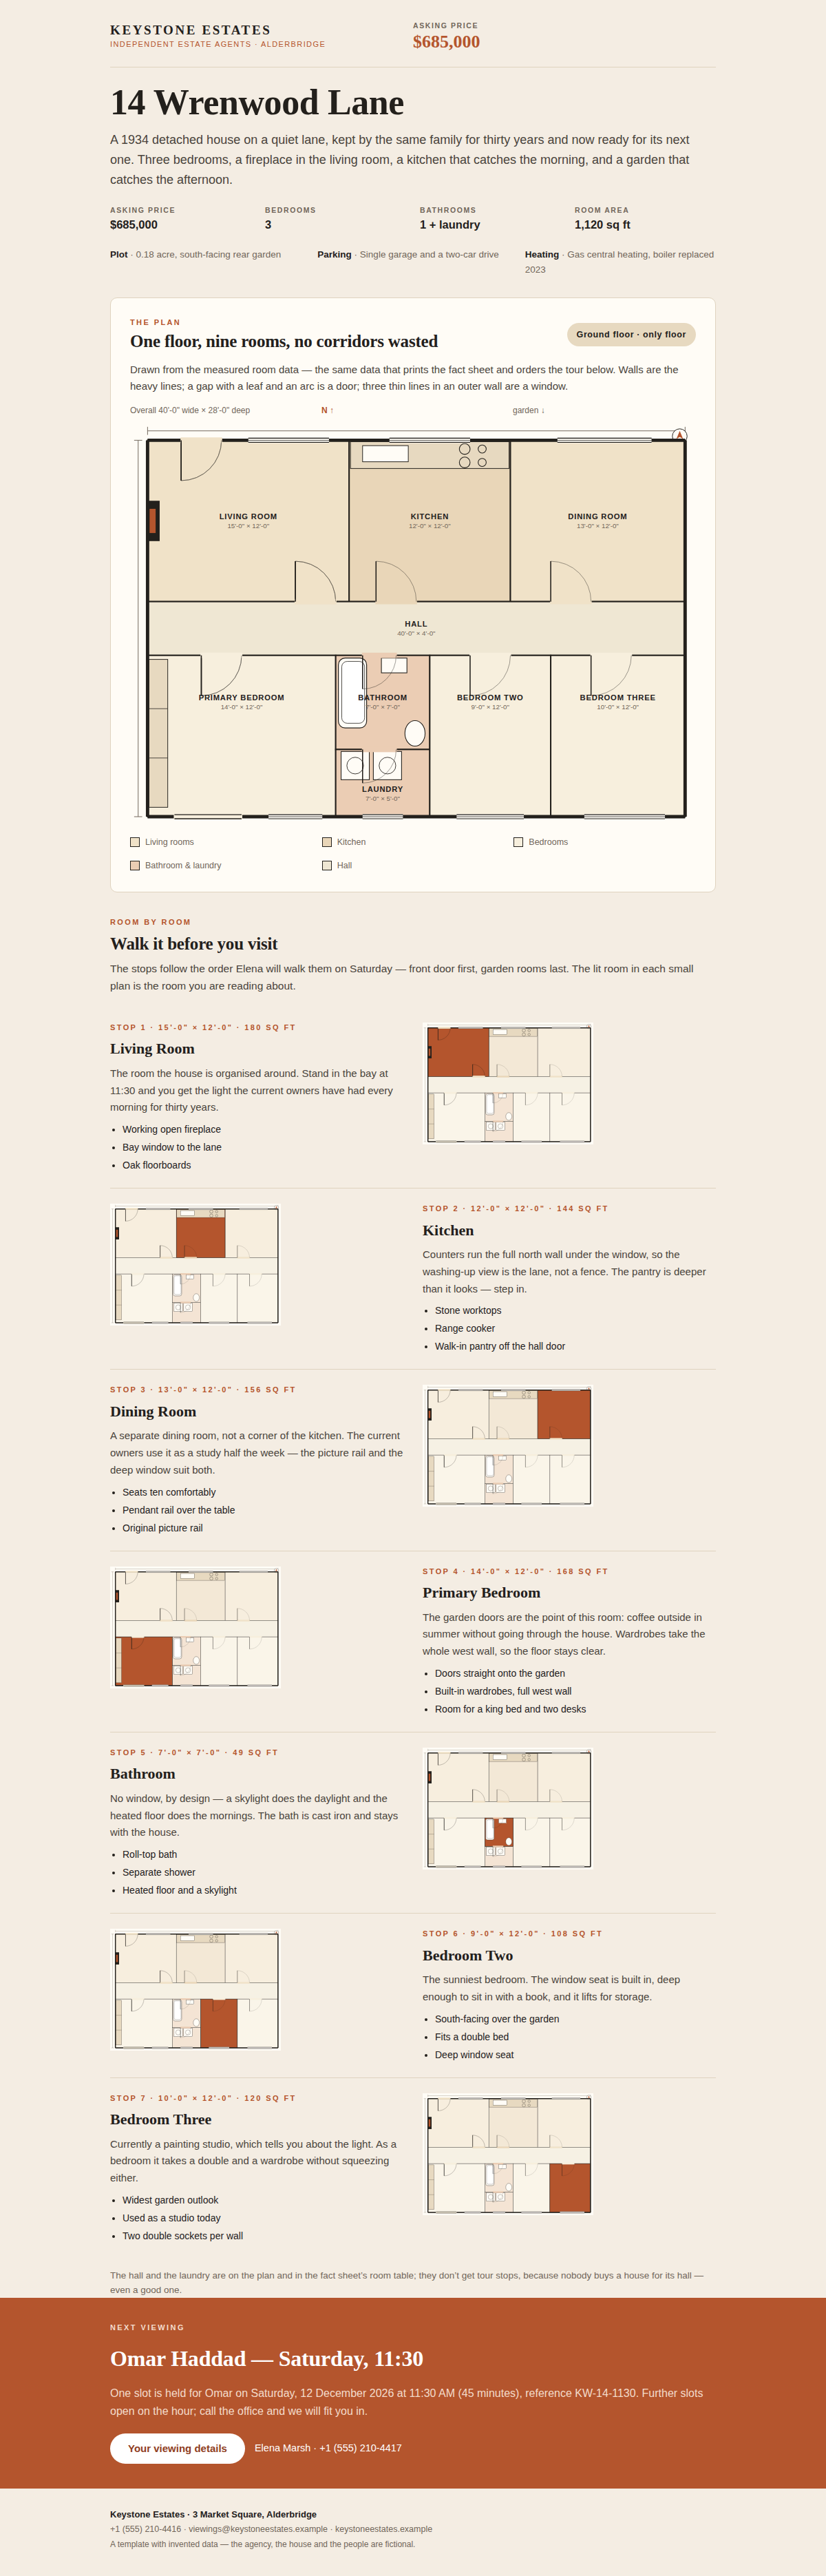 KEYSTONE ESTATES
INDEPENDENT ESTATE AGENTS · ALDERBRIDGE
ASKING PRICE
$685,000
14 Wrenwood Lane
A 1934 detached house on a quiet lane, kept by the same family for thirty years and now ready for its next
one. Three bedrooms, a fireplace in the living room, a kitchen that catches the morning, and a garden that
catches the afternoon.
ASKING PRICE
$685,000
BEDROOMS
3
BATHROOMS
1 + laundry
ROOM AREA
1,120 sq ft
Plot · 0.18 acre, south-facing rear garden
Parking · Single garage and a two-car drive
Heating · Gas central heating, boiler replaced
2023
THE PLAN
One floor, nine rooms, no corridors wasted
Ground floor · only floor
Drawn from the measured room data — the same data that prints the fact sheet and orders the tour below. Walls are the
heavy lines; a gap with a leaf and an arc is a door; three thin lines in an outer wall are a window.
Overall 40'-0" wide × 28'-0" deep
N ↑
garden ↓
LIVING ROOM
15'-0" × 12'-0"
KITCHEN
12'-0" × 12'-0"
DINING ROOM
13'-0" × 12'-0"
HALL
40'-0" × 4'-0"
PRIMARY BEDROOM
14'-0" × 12'-0"
BATHROOM
7'-0" × 7'-0"
BEDROOM TWO
9'-0" × 12'-0"
BEDROOM THREE
10'-0" × 12'-0"
LAUNDRY
7'-0" × 5'-0"
Living rooms
Kitchen
Bedrooms
Bathroom & laundry
Hall
ROOM BY ROOM
Walk it before you visit
The stops follow the order Elena will walk them on Saturday — front door first, garden rooms last. The lit room in each small
plan is the room you are reading about.
STOP 1 · 15'-0" × 12'-0" · 180 SQ FT
Living Room
The room the house is organised around. Stand in the bay at
11:30 and you get the light the current owners have had every
morning for thirty years.
• Working open fireplace
• Bay window to the lane
• Oak floorboards
STOP 2 · 12'-0" × 12'-0" · 144 SQ FT
Kitchen
Counters run the full north wall under the window, so the
washing-up view is the lane, not a fence. The pantry is deeper
than it looks — step in.
• Stone worktops
• Range cooker
• Walk-in pantry off the hall door
STOP 3 · 13'-0" × 12'-0" · 156 SQ FT
Dining Room
A separate dining room, not a corner of the kitchen. The current
owners use it as a study half the week — the picture rail and the
deep window suit both.
• Seats ten comfortably
• Pendant rail over the table
• Original picture rail
STOP 4 · 14'-0" × 12'-0" · 168 SQ FT
Primary Bedroom
The garden doors are the point of this room: coffee outside in
summer without going through the house. Wardrobes take the
whole west wall, so the floor stays clear.
• Doors straight onto the garden
• Built-in wardrobes, full west wall
• Room for a king bed and two desks
STOP 5 · 7'-0" × 7'-0" · 49 SQ FT
Bathroom
No window, by design — a skylight does the daylight and the
heated floor does the mornings. The bath is cast iron and stays
with the house.
• Roll-top bath
• Separate shower
• Heated floor and a skylight
STOP 6 · 9'-0" × 12'-0" · 108 SQ FT
Bedroom Two
The sunniest bedroom. The window seat is built in, deep
enough to sit in with a book, and it lifts for storage.
• South-facing over the garden
• Fits a double bed
• Deep window seat
STOP 7 · 10'-0" × 12'-0" · 120 SQ FT
Bedroom Three
Currently a painting studio, which tells you about the light. As a
bedroom it takes a double and a wardrobe without squeezing
either.
• Widest garden outlook
• Used as a studio today
• Two double sockets per wall
The hall and the laundry are on the plan and in the fact sheet's room table; they don't get tour stops, because nobody buys a house for its hall —
even a good one.
NEXT VIEWING
Omar Haddad — Saturday, 11:30
One slot is held for Omar on Saturday, 12 December 2026 at 11:30 AM (45 minutes), reference KW-14-1130. Further slots
open on the hour; call the office and we will fit you in.
Your viewing details
Elena Marsh · +1 (555) 210-4417
Keystone Estates · 3 Market Square, Alderbridge
+1 (555) 210-4416 · viewings@keystoneestates.example · keystoneestates.example
A template with invented data — the agency, the house and the people are fictional.